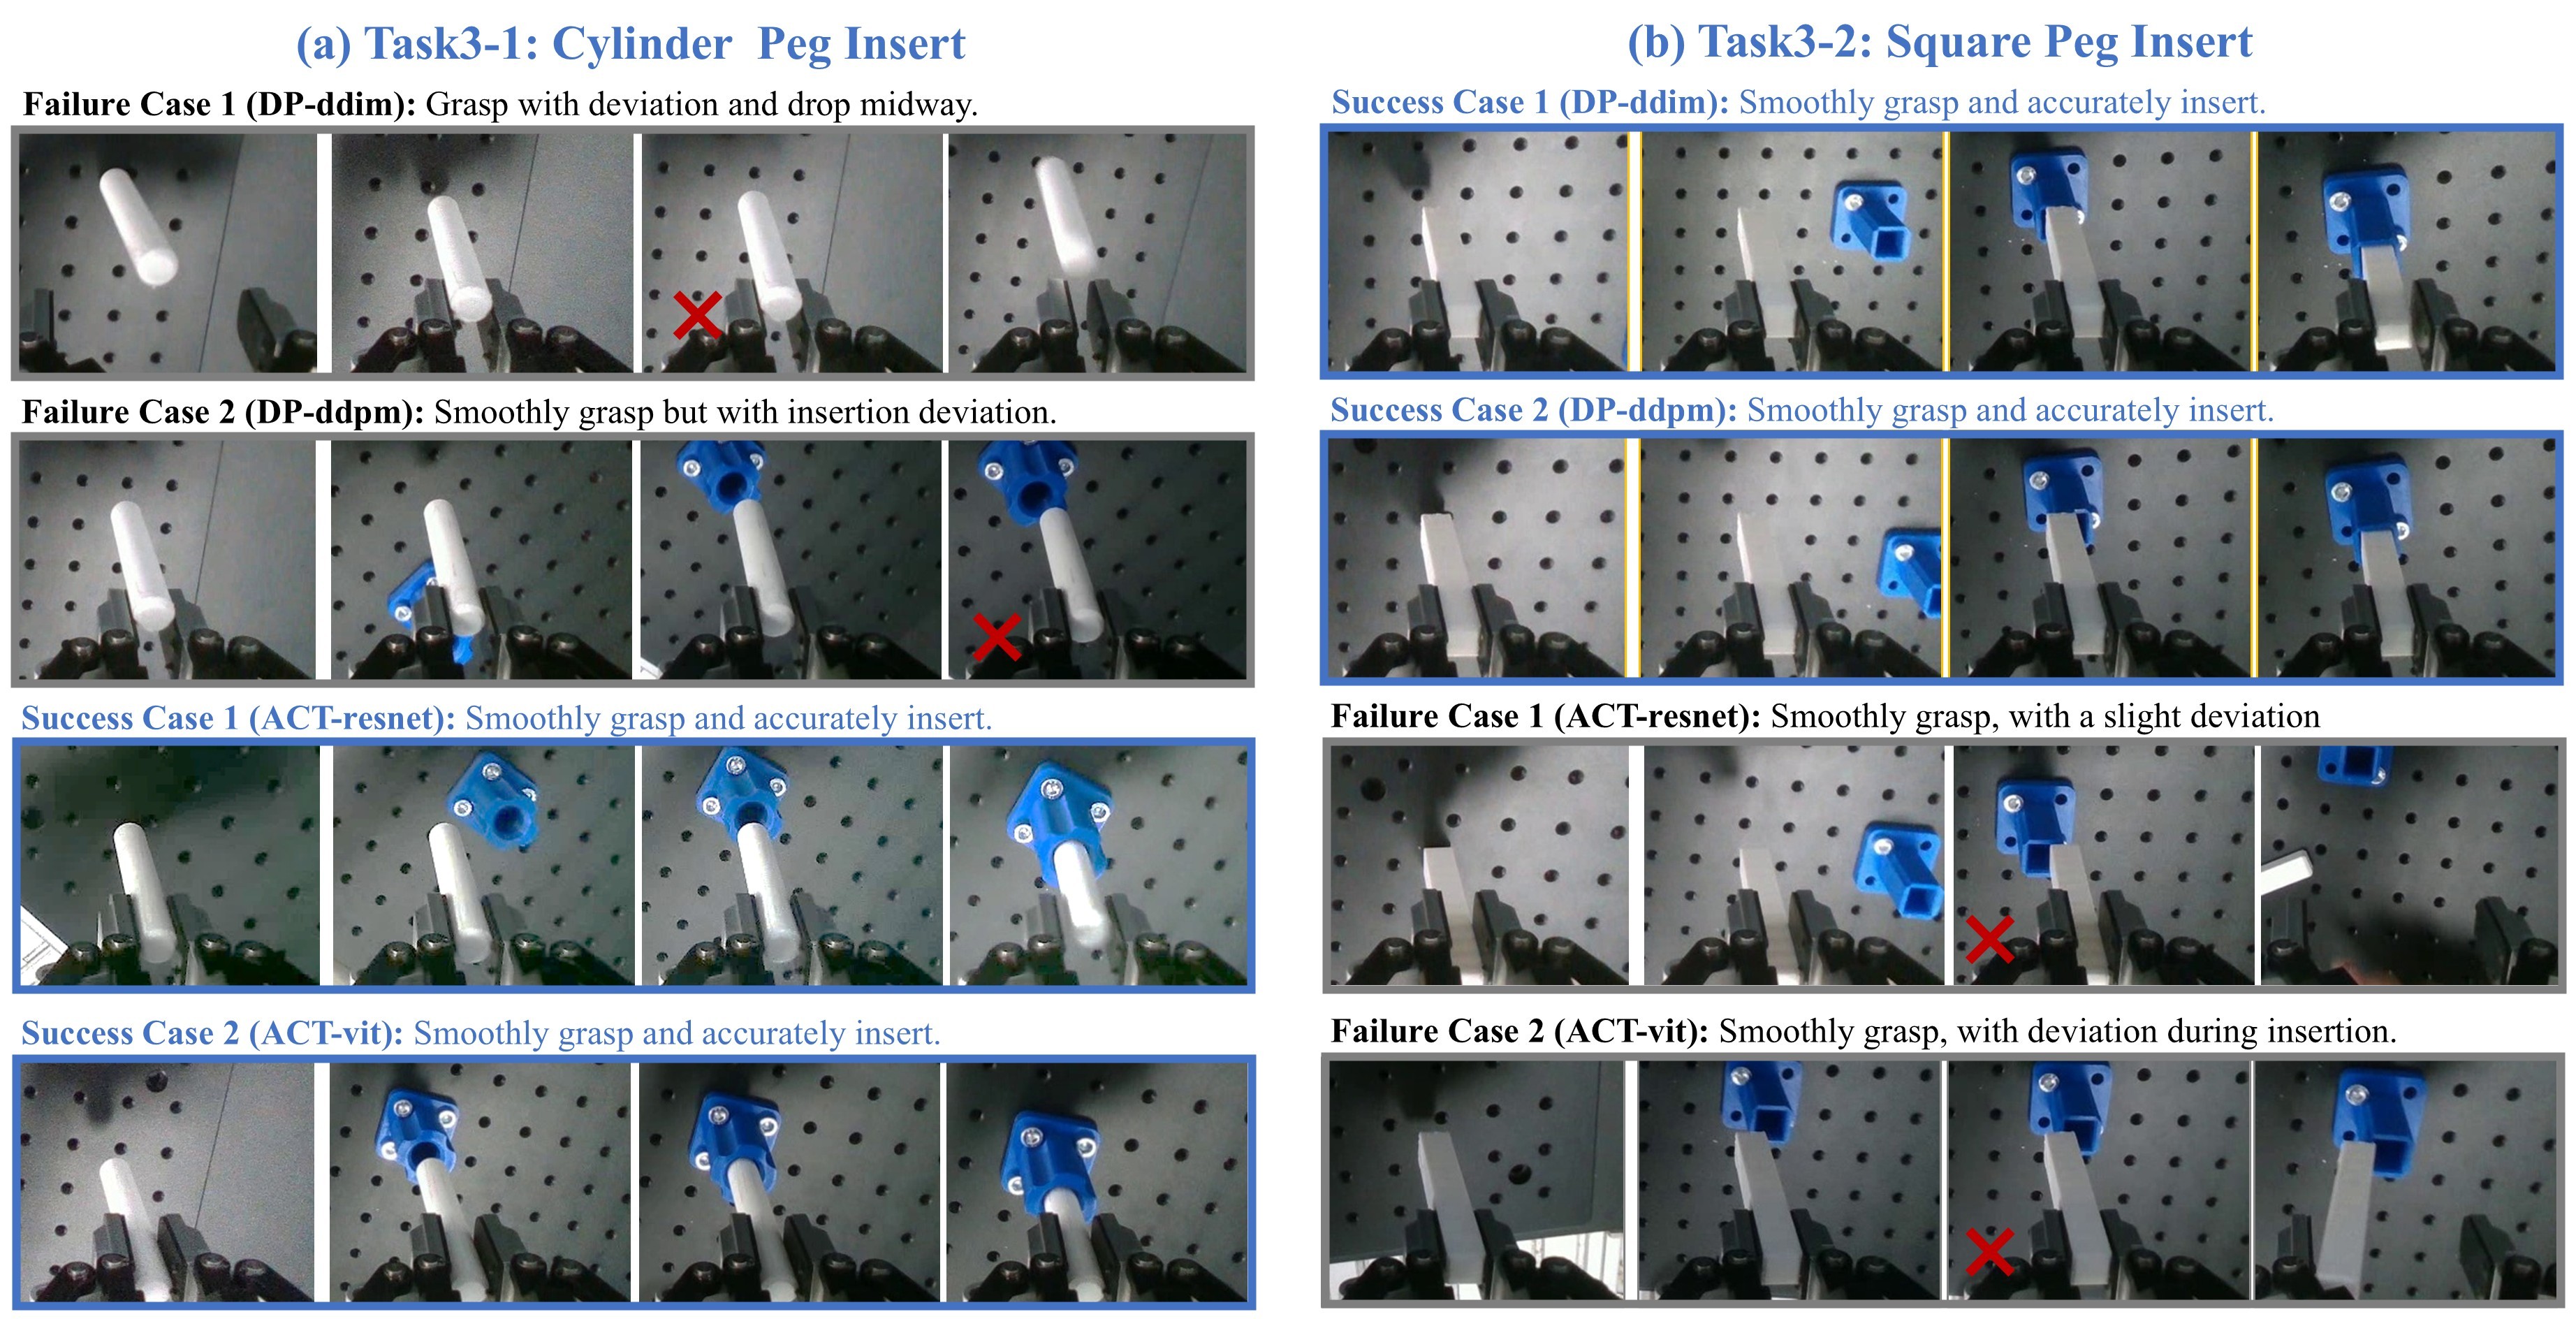 (a) Task3-1: Cylinder Peg Insert
Failure Case 1 (DP-ddim): Grasp with deviation and drop midway.
Failure Case 2 (DP-ddpm): Smoothly grasp but with insertion deviation.
Success Case 1 (ACT-resnet): Smoothly grasp and accurately insert.
Success Case 2 (ACT-vit): Smoothly grasp and accurately insert.
(b) Task3-2: Square Peg Insert
Success Case 1 (DP-ddim): Smoothly grasp and accurately insert.
Success Case 2 (DP-ddpm): Smoothly grasp and accurately insert.
Failure Case 1 (ACT-resnet): Smoothly grasp, with a slight deviation
Failure Case 2 (ACT-vit): Smoothly grasp, with deviation during insertion.